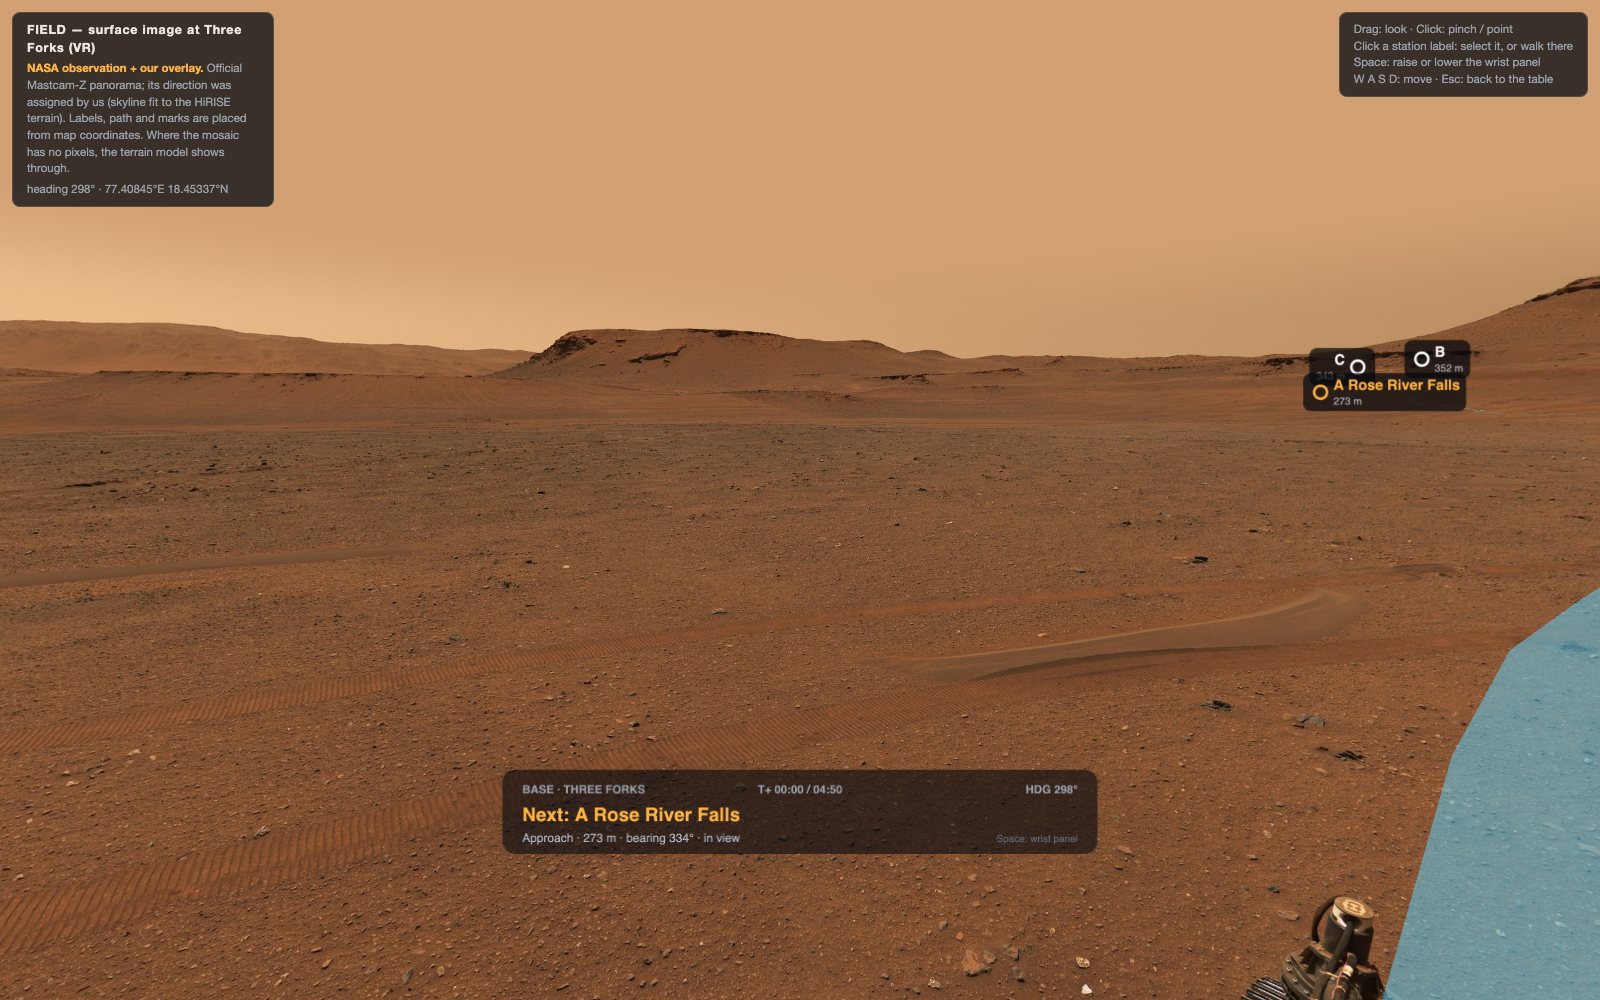 FIELD — surface image at Three
Forks (VR)
NASA observation + our overlay. Official
Mastcam-Z panorama; its direction was
assigned by us (skyline fit to the HiRISE
terrain). Labels, path and marks are placed
from map coordinates. Where the mosaic
has no pixels, the terrain model shows
through.
heading 298° · 77.40845°E 18.45337°N
Drag: look · Click: pinch / point
Click a station label: select it, or walk there
Space: raise or lower the wrist panel
W A S D: move · Esc: back to the table
C
343 m
B
352 m
A Rose River Falls
273 m
BASE · THREE FORKS T+ 00:00 / 04:50 HDG 298°
Next: A Rose River Falls
Approach · 273 m · bearing 334° · in view Space: wrist panel